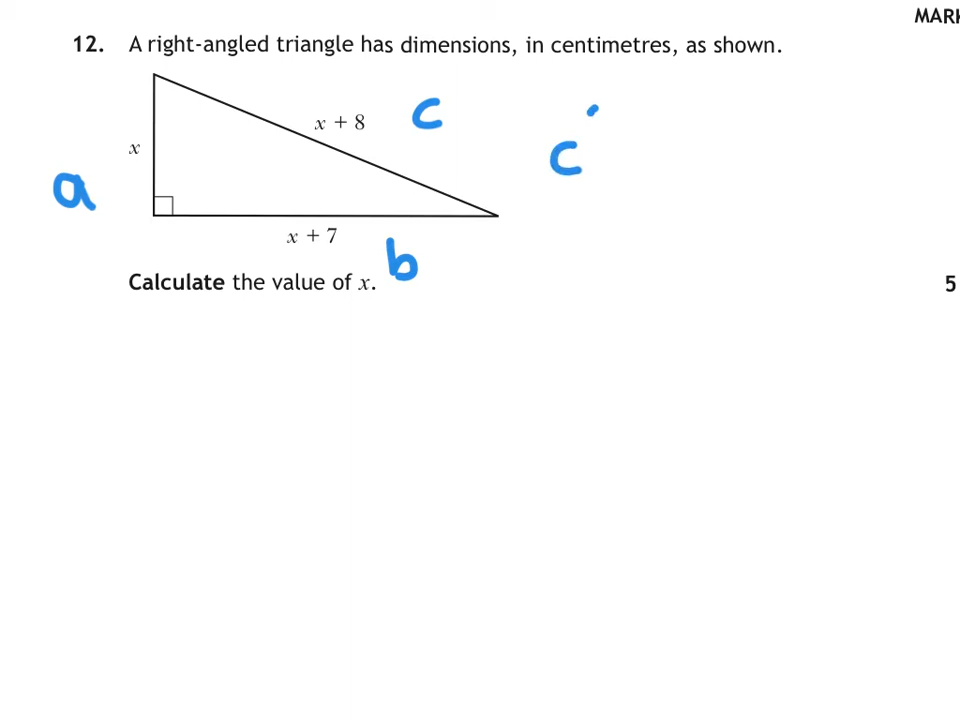 MARK
12. A right-angled triangle has dimensions, in centimetres, as shown.
x + 8
c
x
c
a
x + 7
b
Calculate the value of x.
5